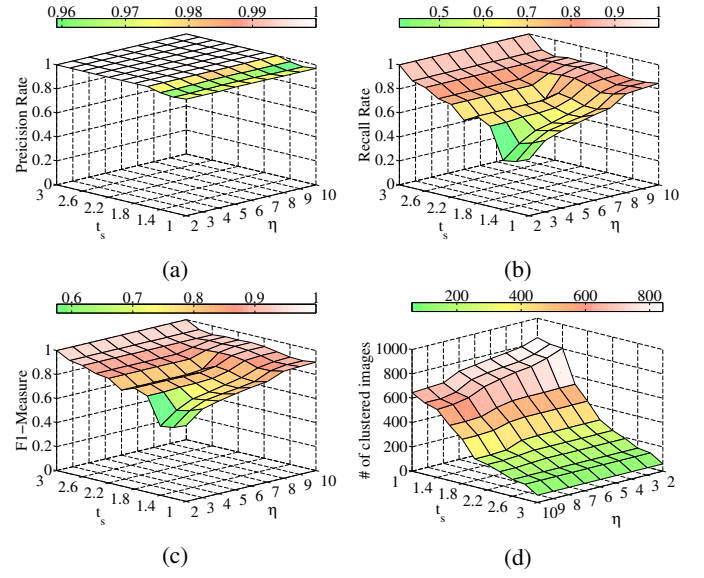 0.96 0.97 0.98 0.99 1
Preicision Rate
1
0.8
0.6
0.4
0.2
0
3 2.6 2.2 1.8 1.4 1
t_s
2 3 4 5 6 7 8 9 10
η
(a)
0.5 0.6 0.7 0.8 0.9 1
Recall Rate
1
0.8
0.6
0.4
0.2
0
3 2.6 2.2 1.8 1.4 1
t_s
2 3 4 5 6 7 8 9 10
η
(b)
0.6 0.7 0.8 0.9 1
F1-Measure
1
0.8
0.6
0.4
0.2
0
3 2.6 2.2 1.8 1.4 1
t_s
2 3 4 5 6 7 8 9 10
η
(c)
200 400 600 800
# of clustered images
1000
800
600
400
200
0
1 1.4 1.8 2.2 2.6 3
t_s
10 9 8 7 6 5 4 3 2
η
(d)